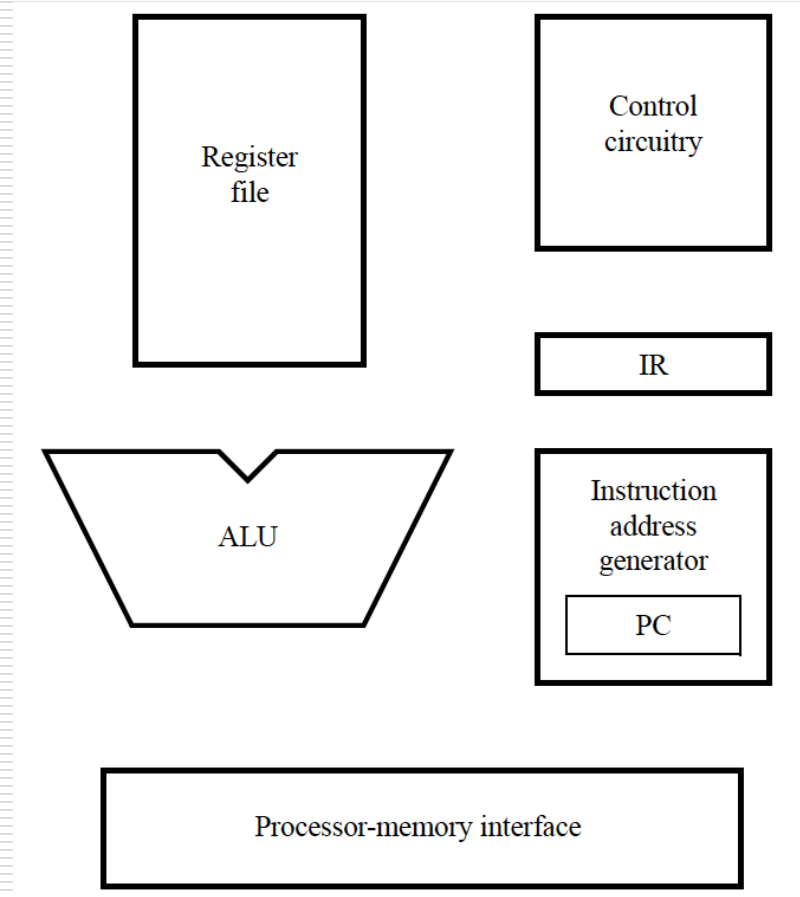 Register
file
Control
circuitry
IR
ALU
Instruction
address
generator
PC
Processor-memory interface